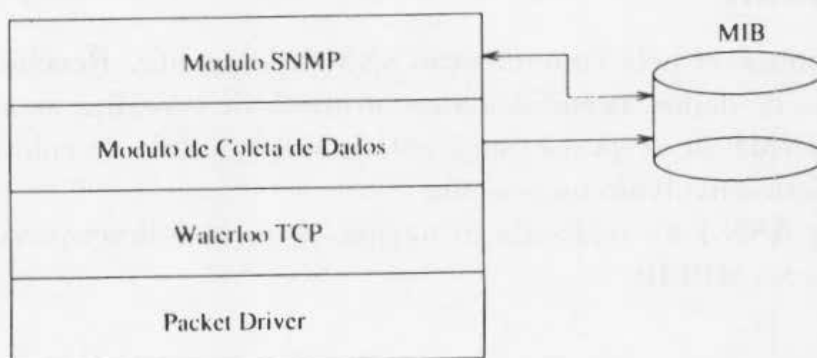 MIB
Modulo SNMP
Modulo de Coleta de Dados
Waterloo TCP
Packet Driver